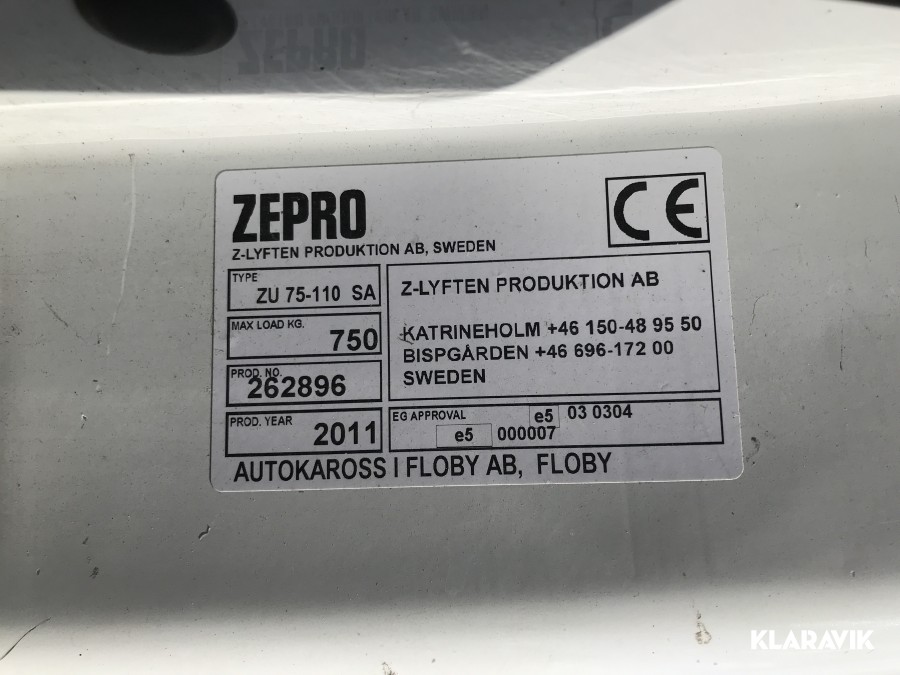 ZEPRO
ZEPRO
CE
Z-LYFTEN PRODUKTION AB, SWEDEN
TYPE
ZU 75-110 SA
MAX LOAD KG.
750
PROD. NO.
262896
PROD. YEAR
2011
Z-LYFTEN PRODUKTION AB
KATRINEHOLM +46 150-48 95 50
BISPGÅRDEN +46 696-172 00
SWEDEN
EG APPROVAL
e5 03 0304
e5 000007
AUTOKAROSS I FLOBY AB, FLOBY
KLARAVIK